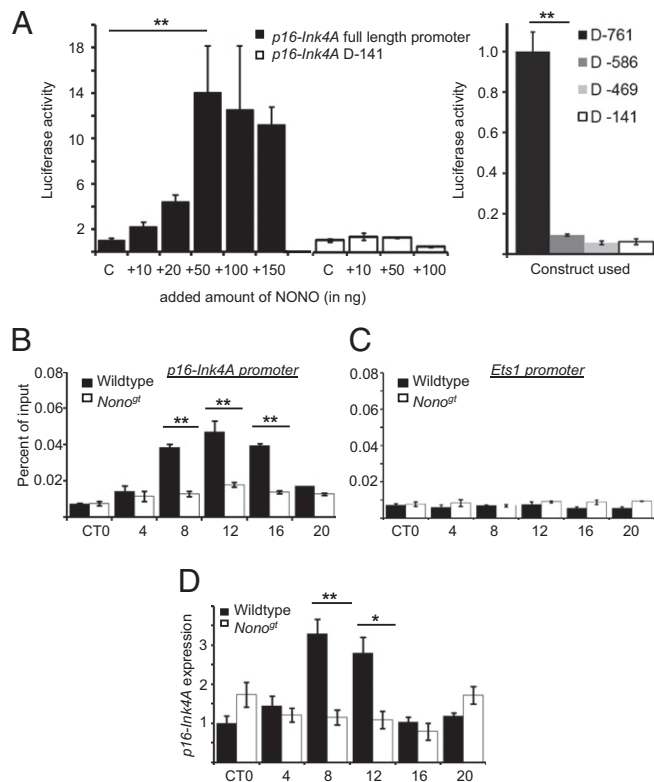 A
**
p16-Ink4A full length promoter
p16-Ink4A D-141
Luciferase activity
18
14
10
6
2
C +10 +20 +50 +100 +150
C +10 +50 +100
added amount of NONO (in ng)
**
D-761
D -586
D -469
D -141
Luciferase activity
1.0
0.8
0.6
0.4
0.2
Construct used
B
p16-Ink4A promoter
Wildtype
Nonogt
Percent of input
0.08
0.06
0.04
0.02
** ** **
CT0 4 8 12 16 20
C
Ets1 promoter
Wildtype
Nonogt
0.08
0.06
0.04
0.02
CT0 4 8 12 16 20
D
Wildtype
Nonogt
p16-Ink4A expression
3
2
1
** *
CT0 4 8 12 16 20